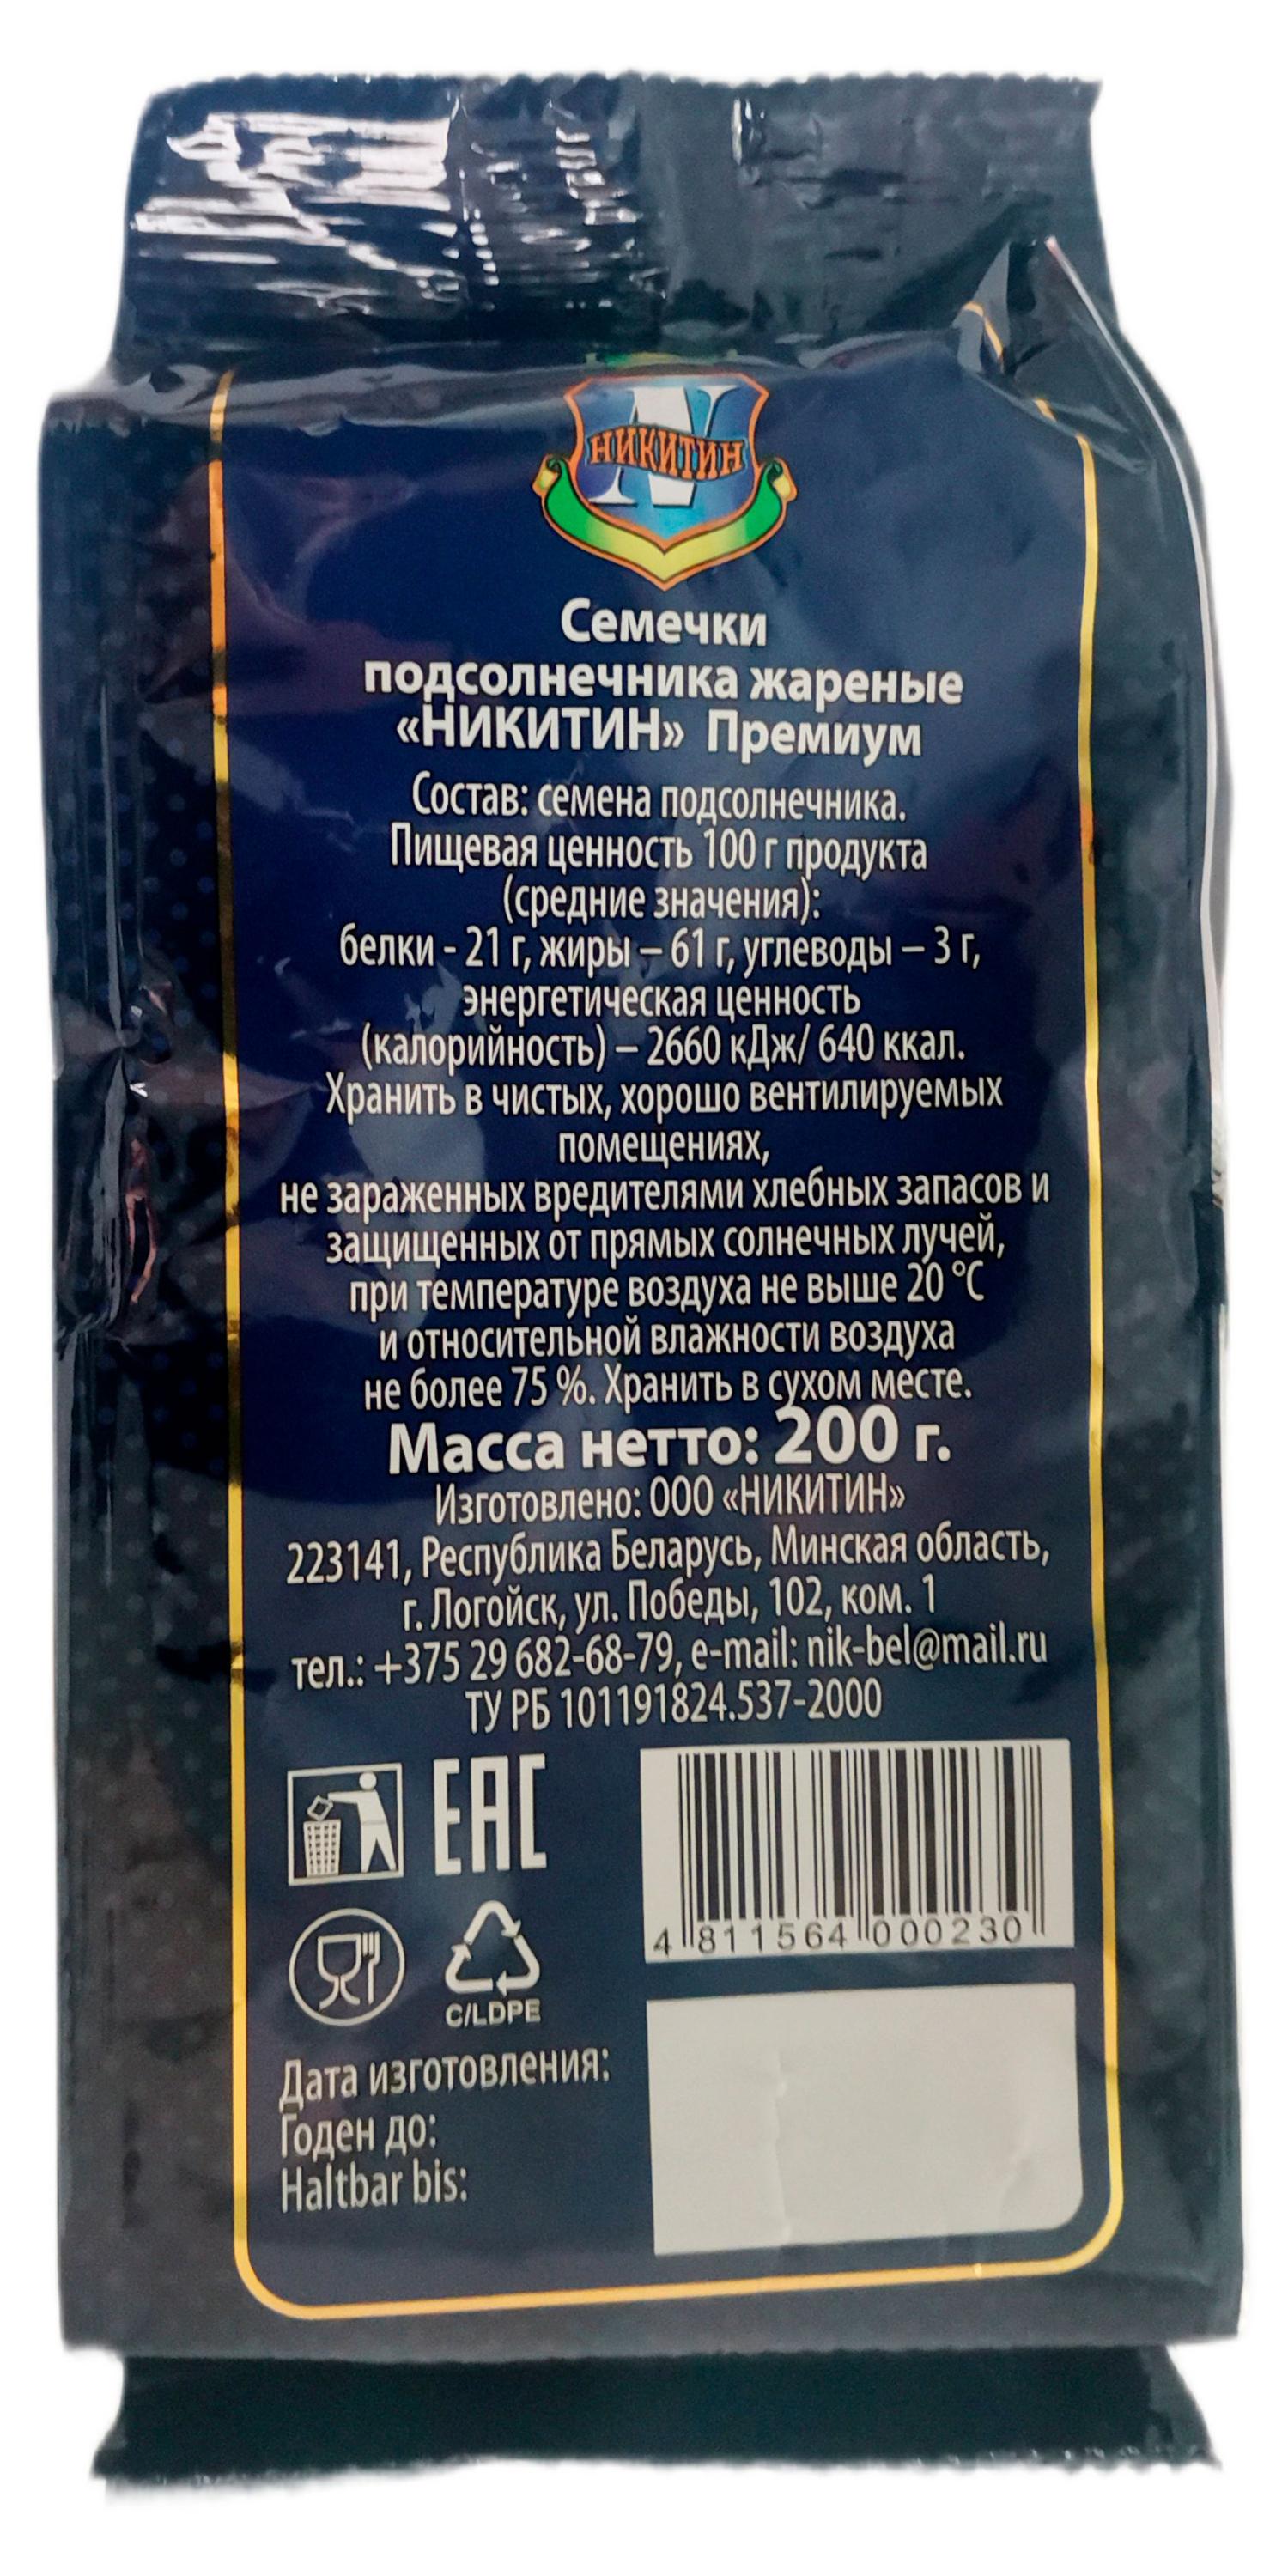 N
НИКИТИН
Семечки
подсолнечника жареные
«НИКИТИН» Премиум
Состав: семена подсолнечника.
Пищевая ценность 100 г продукта
(средние значения):
белки - 21 г, жиры – 61 г, углеводы – 3 г,
энергетическая ценность
(калорийность) – 2660 кДж/ 640 ккал.
Хранить в чистых, хорошо вентилируемых
помещениях,
не зараженных вредителями хлебных запасов и
защищенных от прямых солнечных лучей,
при температуре воздуха не выше 20 °С
и относительной влажности воздуха
не более 75 %. Хранить в сухом месте.
Масса нетто: 200 г.
Изготовлено: ООО «НИКИТИН»
223141, Республика Беларусь, Минская область,
г. Логойск, ул. Победы, 102, ком. 1
тел.: +375 29 682-68-79, e-mail: nik-bel@mail.ru
ТУ РБ 101191824.537-2000
EAC
4 811564 000230
C/LDPE
Дата изготовления:
Годен до:
Haltbar bis: